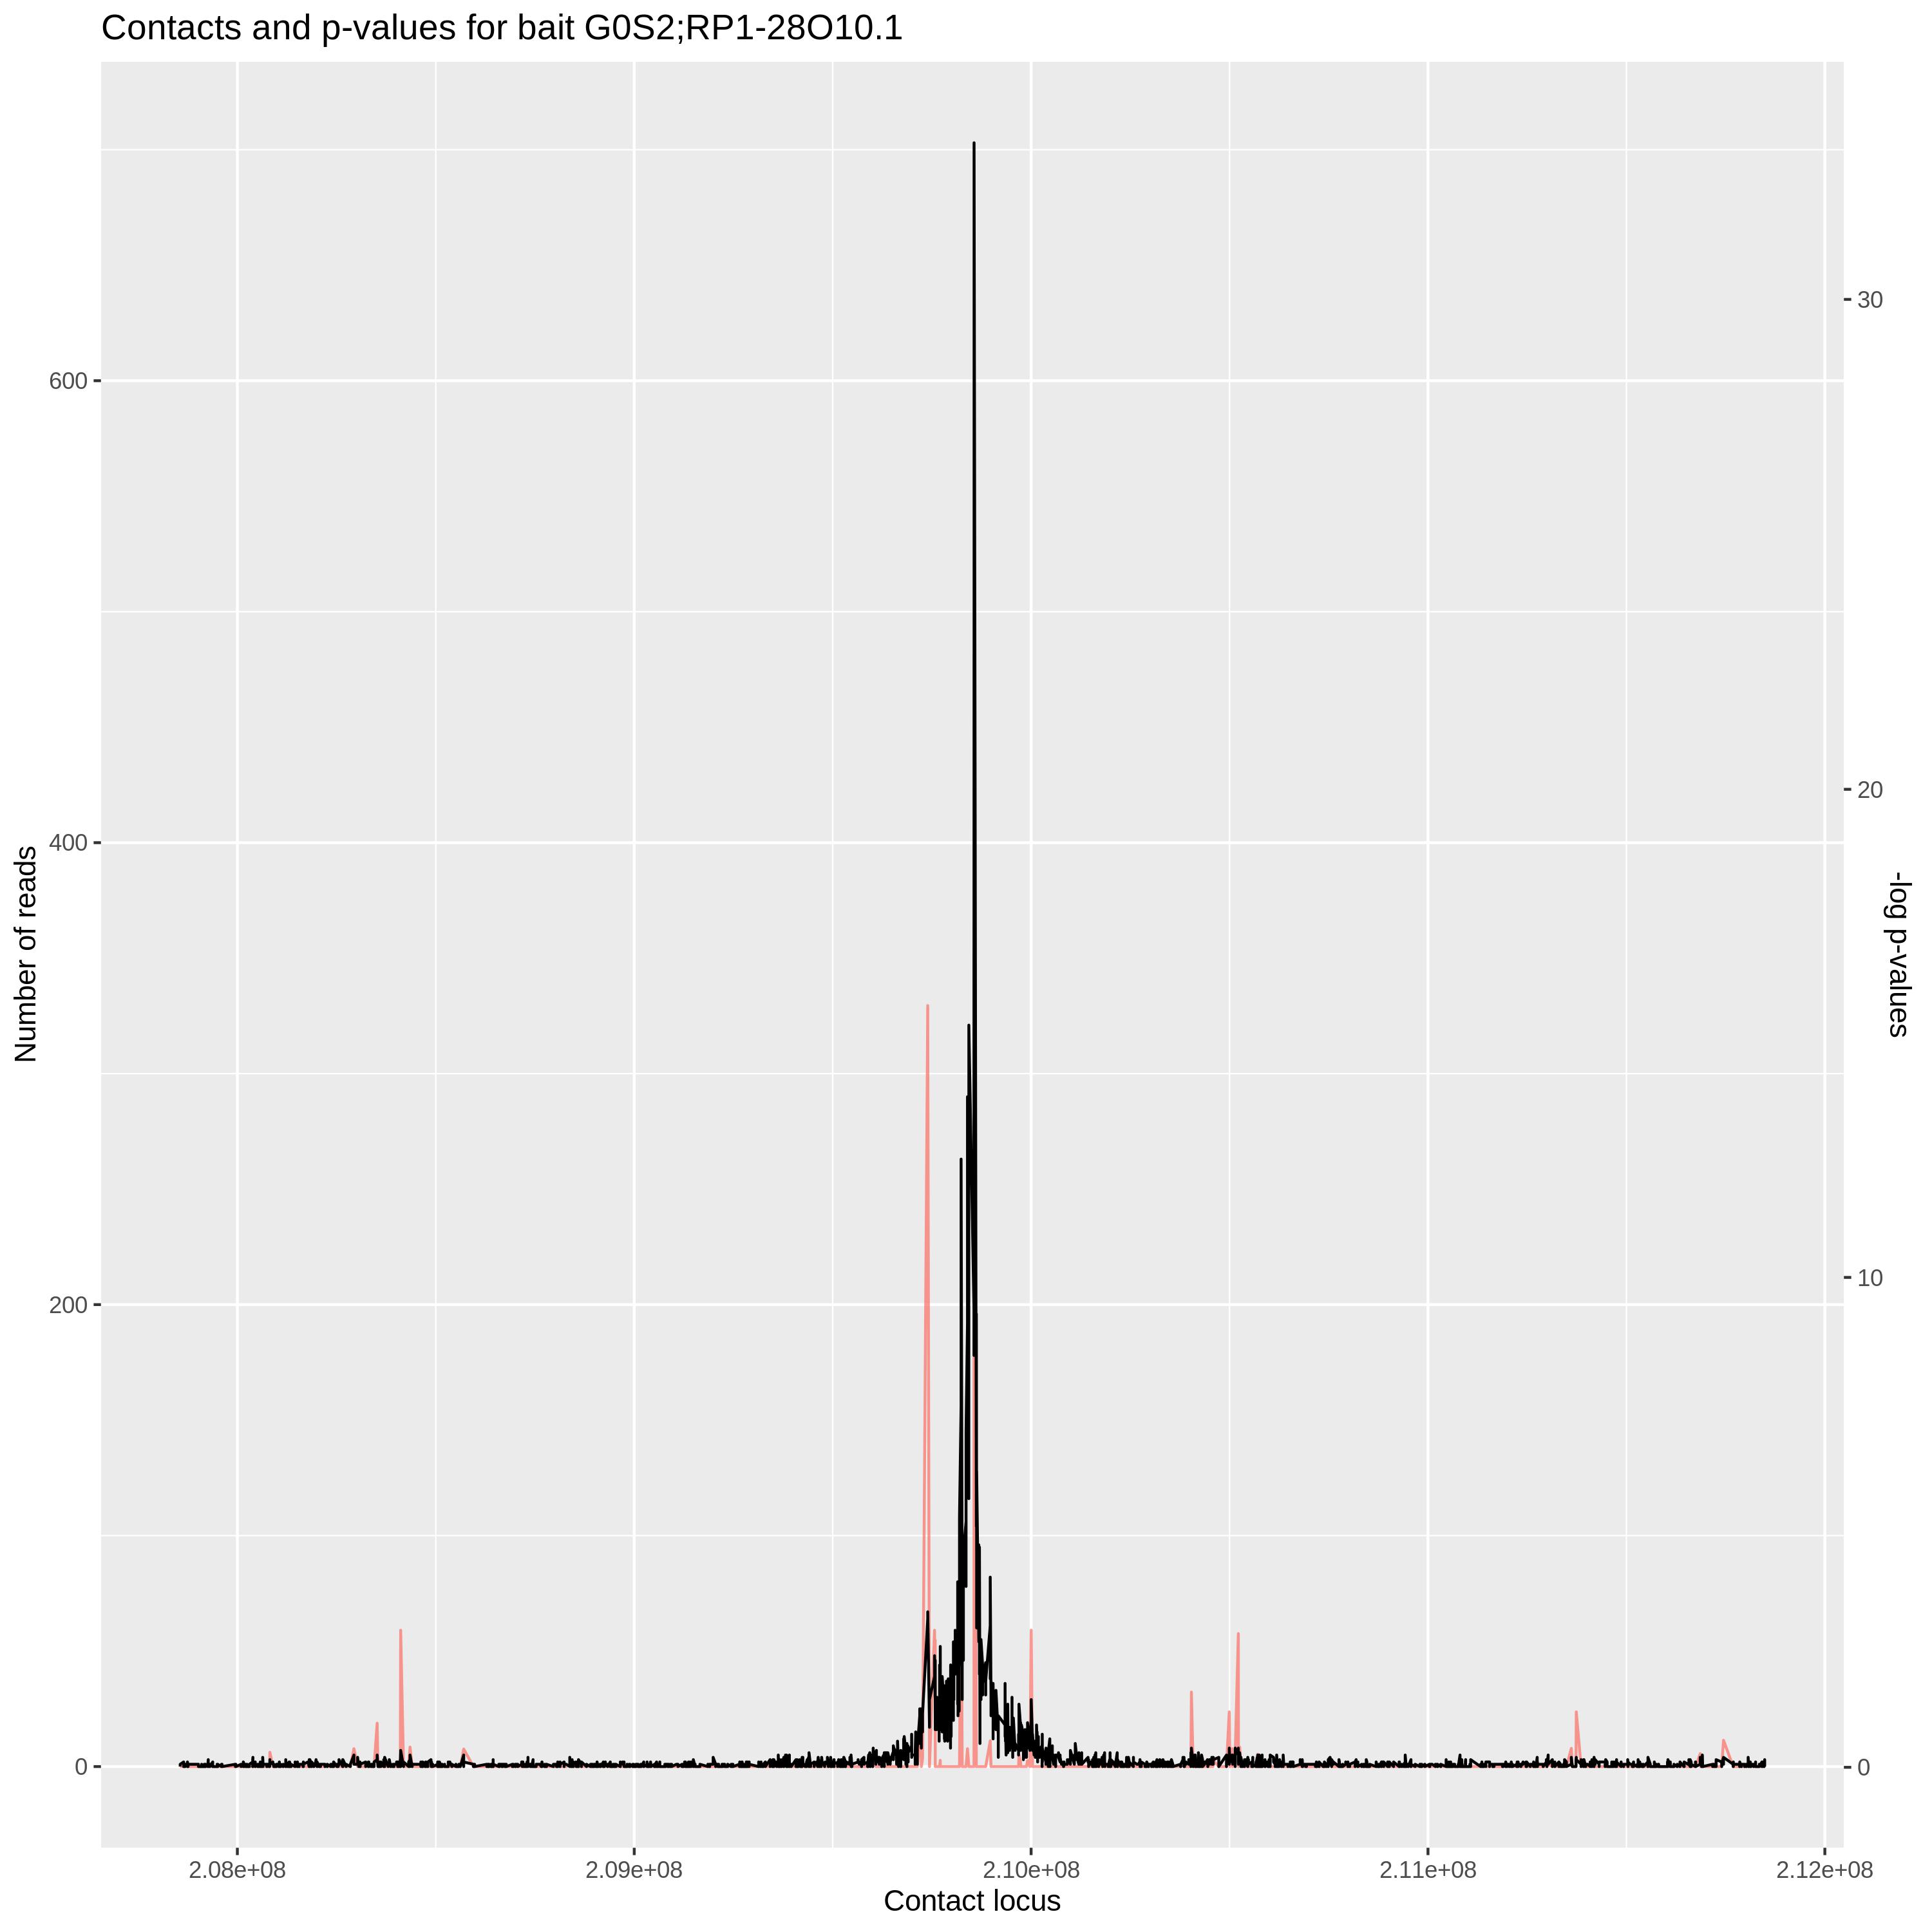 Contacts and p-values for bait G0S2;RP1-28O10.1
Number of reads
600
400
200
0
30
20
10
0
-log p-values
2.08e+08 2.09e+08 2.10e+08 2.11e+08 2.12e+08
Contact locus